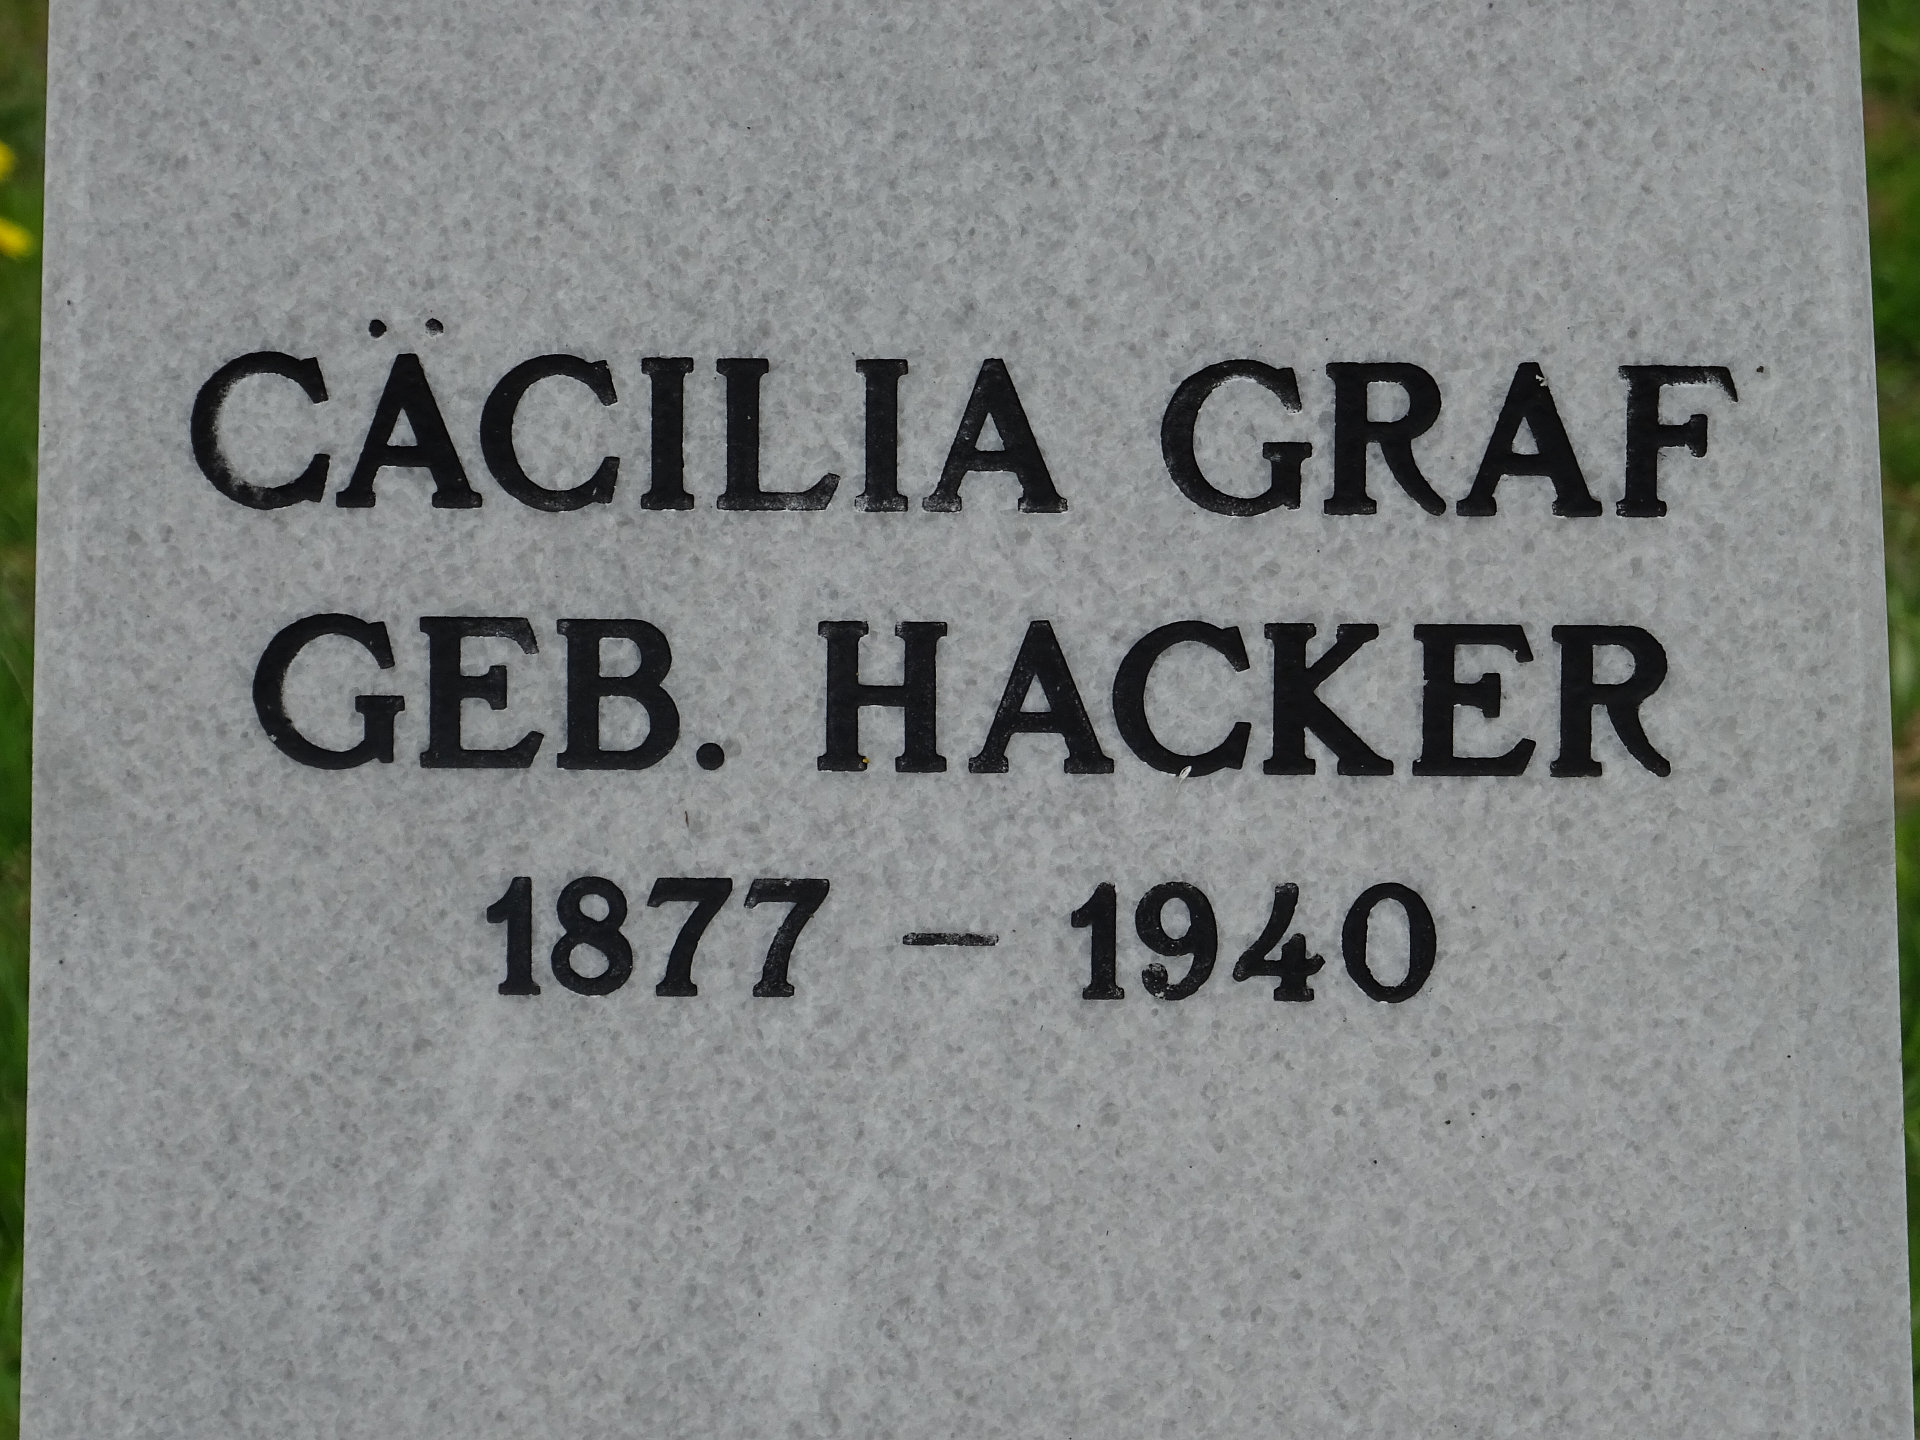 CÄCILIA GRAF
GEB. HACKER
1877 – 1940